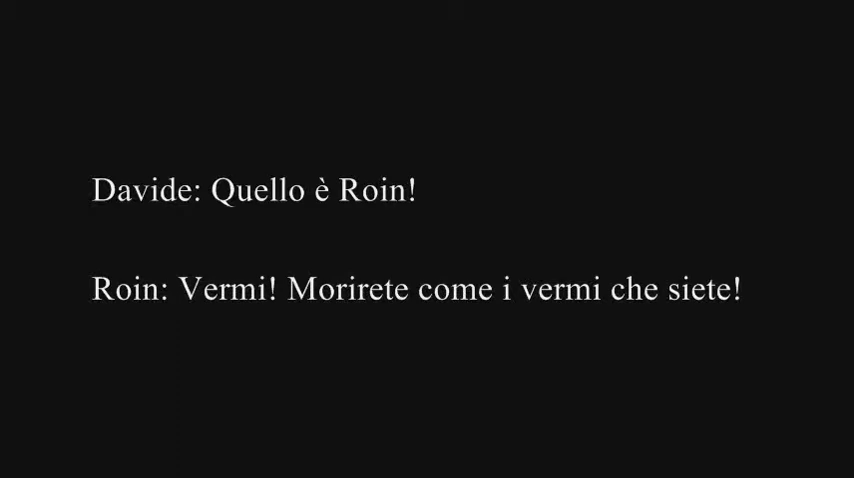 Davide: Quello è Roin!
Roin: Vermi! Morirete come i vermi che siete!